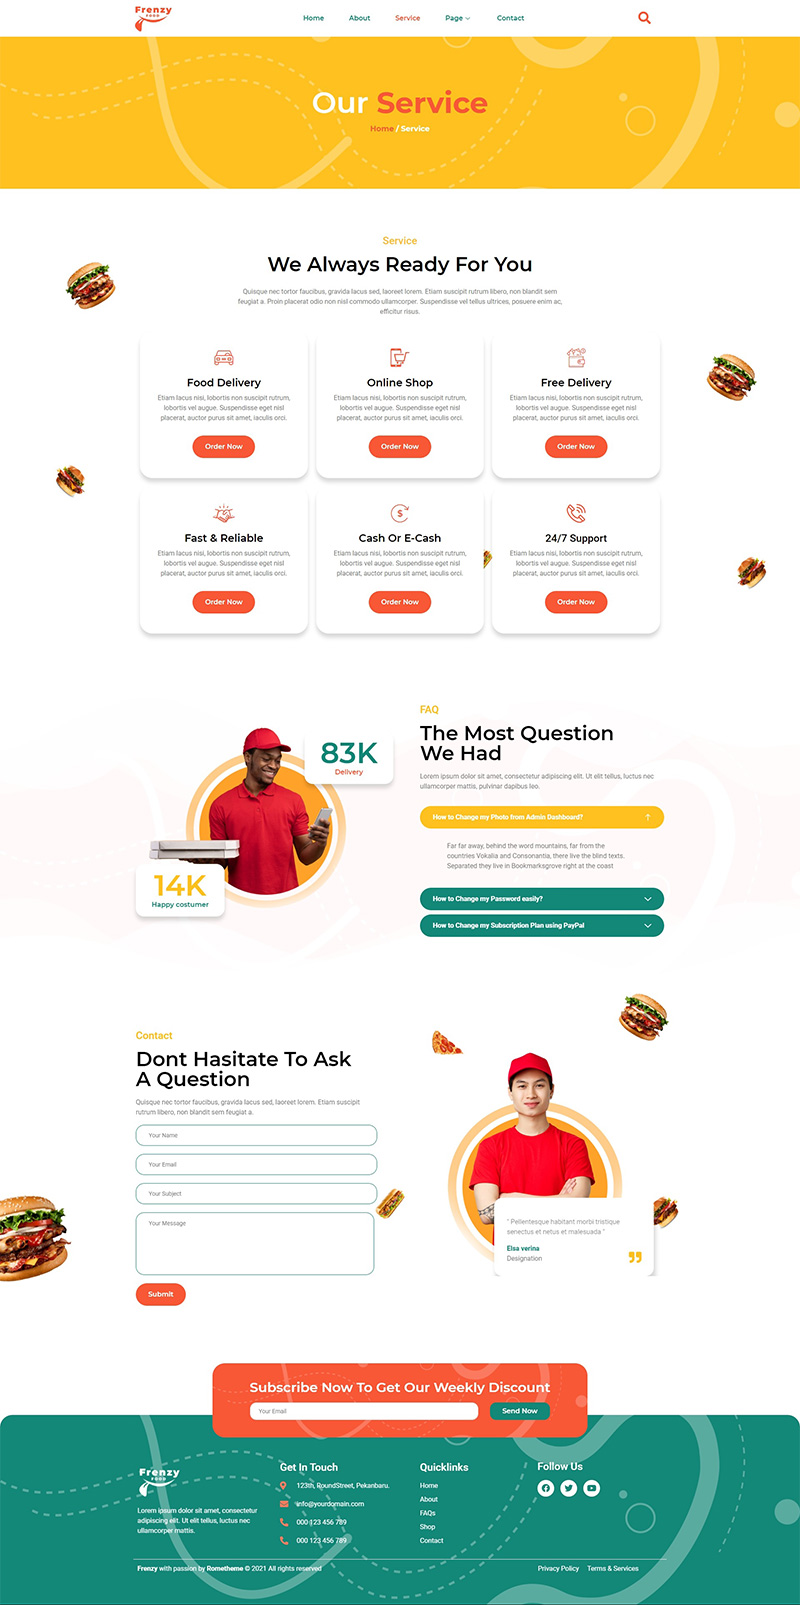 Frenzy
FOOD
Home About Service Page Contact
Our Service
Home / Service
Service
We Always Ready For You
Quisque nec tortor faucibus, gravida lacus sed, laoreet lorem. Etiam suscipit rutrum libero, non blandit sem
feugiat a. Proin placerat odio non nisl commodo ullamcorper. Suspendisse vel tellus ultrices, posuere enim ac,
efficitur risus.
Food Delivery
Etiam lacus nisi, lobortis non suscipit rutrum,
lobortis vel augue. Suspendisse eget nisl
placerat, auctor purus sit amet, iaculis orci.
Order Now
Online Shop
Etiam lacus nisi, lobortis non suscipit rutrum,
lobortis vel augue. Suspendisse eget nisl
placerat, auctor purus sit amet, iaculis orci.
Order Now
Free Delivery
Etiam lacus nisi, lobortis non suscipit rutrum,
lobortis vel augue. Suspendisse eget nisl
placerat, auctor purus sit amet, iaculis orci.
Order Now
Fast & Reliable
Etiam lacus nisi, lobortis non suscipit rutrum,
lobortis vel augue. Suspendisse eget nisl
placerat, auctor purus sit amet, iaculis orci.
Order Now
Cash Or E-Cash
Etiam lacus nisi, lobortis non suscipit rutrum,
lobortis vel augue. Suspendisse eget nisl
placerat, auctor purus sit amet, iaculis orci.
Order Now
24/7 Support
Etiam lacus nisi, lobortis non suscipit rutrum,
lobortis vel augue. Suspendisse eget nisl
placerat, auctor purus sit amet, iaculis orci.
Order Now
83K
Delivery
14K
Happy costumer
FAQ
The Most Question
We Had
Lorem ipsum dolor sit amet, consectetur adipiscing elit. Ut elit tellus, luctus nec
ullamcorper mattis, pulvinar dapibus leo.
How to Change my Photo from Admin Dashboard?
Far far away, behind the word mountains, far from the
countries Vokalia and Consonantia, there live the blind texts.
Separated they live in Bookmarksgrove right at the coast
How to Change my Password easily?
How to Change my Subscription Plan using PayPal
Contact
Dont Hasitate To Ask
A Question
Quisque nec tortor faucibus, gravida lacus sed, laoreet lorem. Etiam suscipit
rutrum libero, non blandit sem feugiat a.
Your Name
Your Email
Your Subject
Your Message
Submit
" Pellentesque habitant morbi tristique
senectus et netus et malesuada "
Elsa verina
Designation
Subscribe Now To Get Our Weekly Discount
Your Email
Send Now
Frenzy
FOOD
Lorem ipsum dolor sit amet, consectetur
adipiscing elit. Ut elit tellus, luctus nec
ullamcorper mattis.
Get In Touch
123th, RoundStreet, Pekanbaru.
info@yourdomain.com
000 123 456 789
000 123 456 789
Quicklinks
Home
About
FAQs
Shop
Contact
Follow Us
Frenzy with passion by Rometheme © 2021 All rights reserved
Privacy Policy Terms & Services